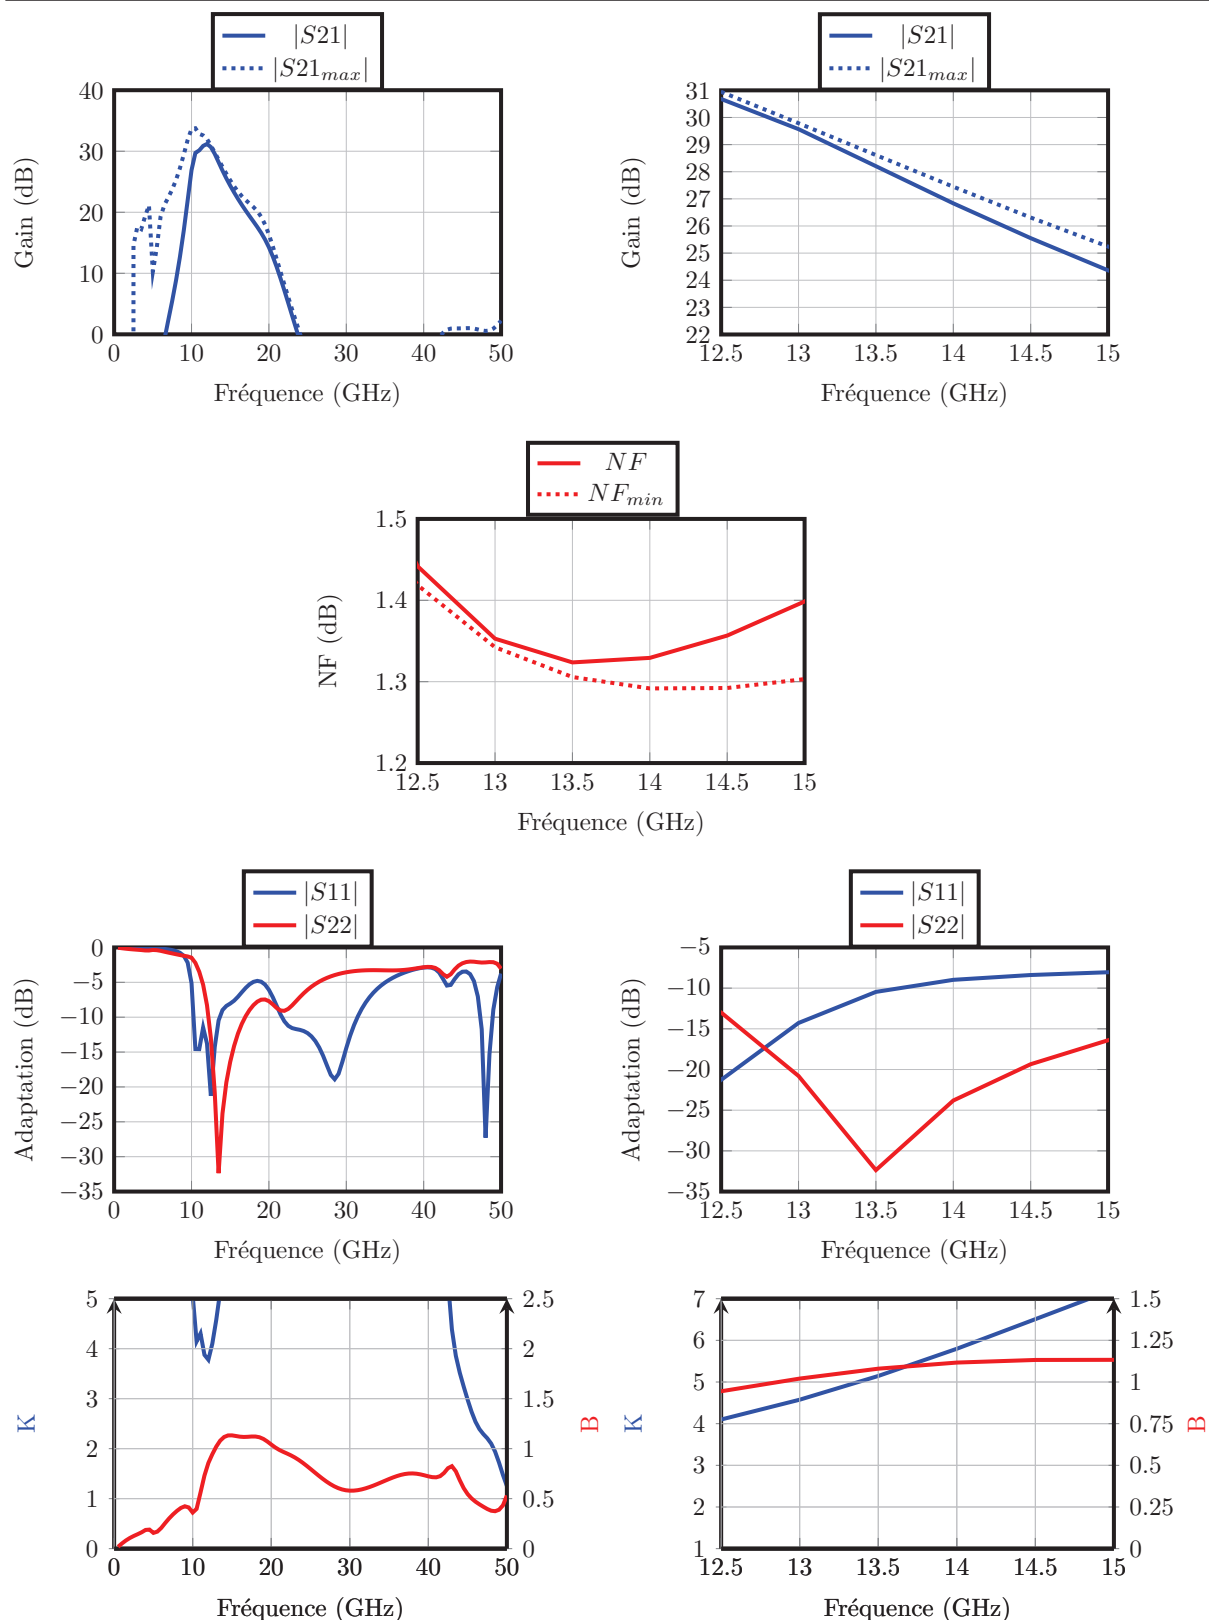 |S21|
|S21max|
40
30
20
10
0
0 10 20 30 40 50
Gain (dB)
Fréquence (GHz)
|S21|
|S21max|
31
30
29
28
27
26
25
24
23
22
12.5 13 13.5 14 14.5 15
Gain (dB)
Fréquence (GHz)
NF
NFmin
1.5
1.4
1.3
1.2
12.5 13 13.5 14 14.5 15
NF (dB)
Fréquence (GHz)
|S11|
|S22|
0
−5
−10
−15
−20
−25
−30
−35
0 10 20 30 40 50
Adaptation (dB)
Fréquence (GHz)
|S11|
|S22|
−5
−10
−15
−20
−25
−30
−35
12.5 13 13.5 14 14.5 15
Adaptation (dB)
Fréquence (GHz)
5
4
3
2
1
0
K
2.5
2
1.5
1
0.5
0
B
0 10 20 30 40 50
Fréquence (GHz)
7
6
5
4
3
2
1
K
1.5
1.25
1
0.75
0.5
0.25
0
B
12.5 13 13.5 14 14.5 15
Fréquence (GHz)